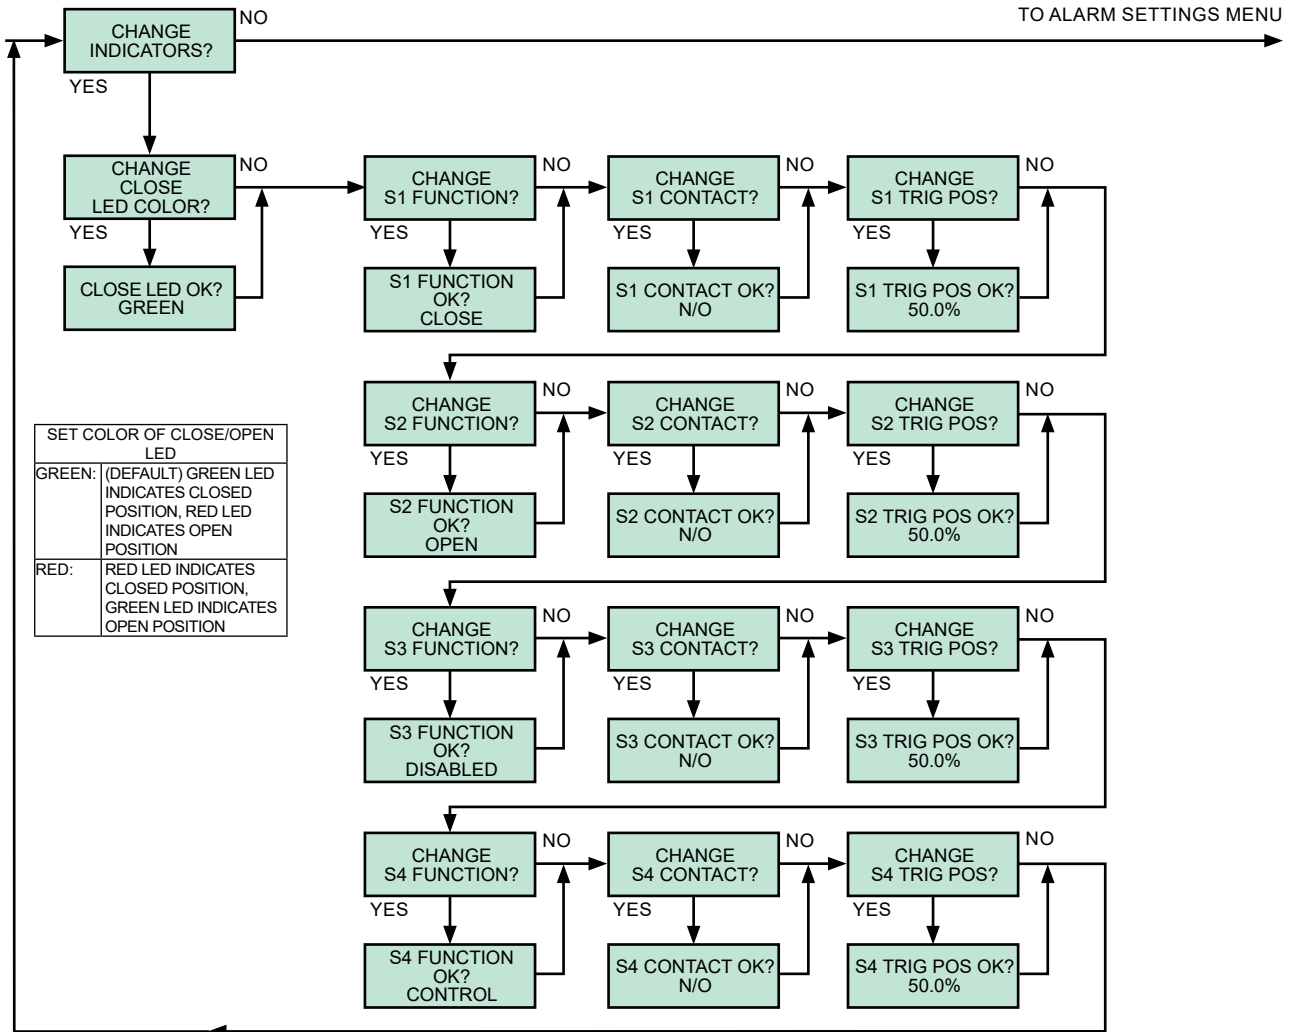 TO ALARM SETTINGS MENU
CHANGE
INDICATORS?
NO
YES
CHANGE
CLOSE
LED COLOR?
NO
YES
CLOSE LED OK?
GREEN
CHANGE
S1 FUNCTION?
NO
YES
S1 FUNCTION
OK?
CLOSE
CHANGE
S1 CONTACT?
NO
YES
S1 CONTACT OK?
N/O
CHANGE
S1 TRIG POS?
NO
YES
S1 TRIG POS OK?
50.0%
CHANGE
S2 FUNCTION?
NO
YES
S2 FUNCTION
OK?
OPEN
CHANGE
S2 CONTACT?
NO
YES
S2 CONTACT OK?
N/O
CHANGE
S2 TRIG POS?
NO
YES
S2 TRIG POS OK?
50.0%
SET COLOR OF CLOSE/OPEN
LED
GREEN: (DEFAULT) GREEN LED
INDICATES CLOSED
POSITION, RED LED
INDICATES OPEN
POSITION
RED: RED LED INDICATES
CLOSED POSITION,
GREEN LED INDICATES
OPEN POSITION
CHANGE
S3 FUNCTION?
NO
YES
S3 FUNCTION
OK?
DISABLED
CHANGE
S3 CONTACT?
NO
YES
S3 CONTACT OK?
N/O
CHANGE
S3 TRIG POS?
NO
YES
S3 TRIG POS OK?
50.0%
CHANGE
S4 FUNCTION?
NO
YES
S4 FUNCTION
OK?
CONTROL
CHANGE
S4 CONTACT?
NO
YES
S4 CONTACT OK?
N/O
CHANGE
S4 TRIG POS?
NO
YES
S4 TRIG POS OK?
50.0%